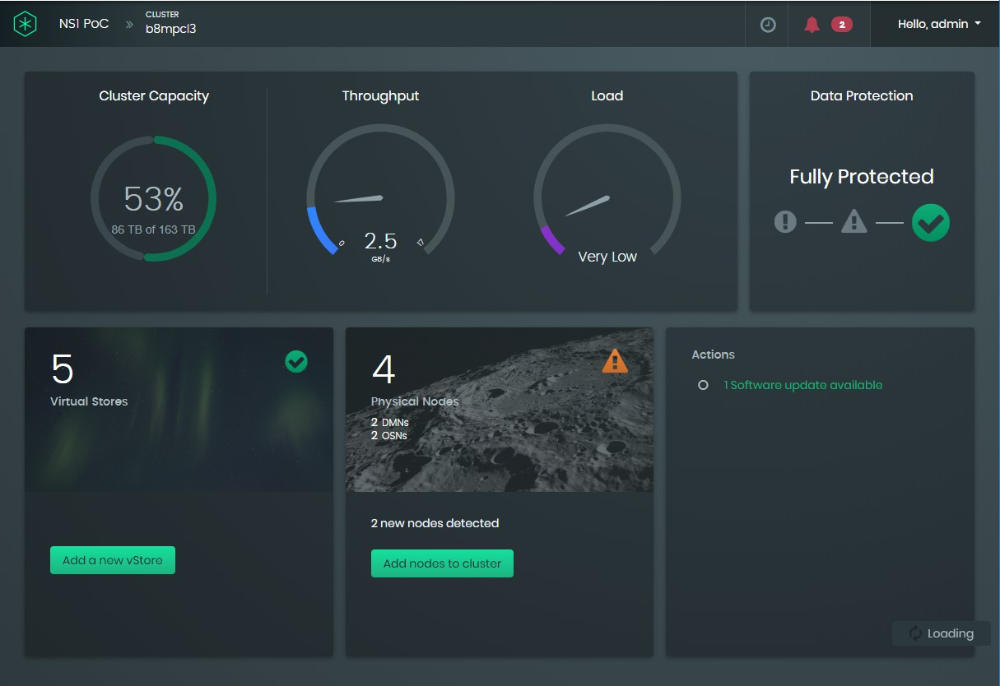 NS1 PoC
»
CLUSTER
b8mpcl3
2
Hello, admin
Cluster Capacity
53%
86 TB of 163 TB
Throughput
0
2.5
GB/s
17
Load
Very Low
Data Protection
Fully Protected
5
Virtual Stores
Add a new vStore
4
Physical Nodes
2 DMNs
2 OSNs
2 new nodes detected
Add nodes to cluster
Actions
1 Software update available
Loading